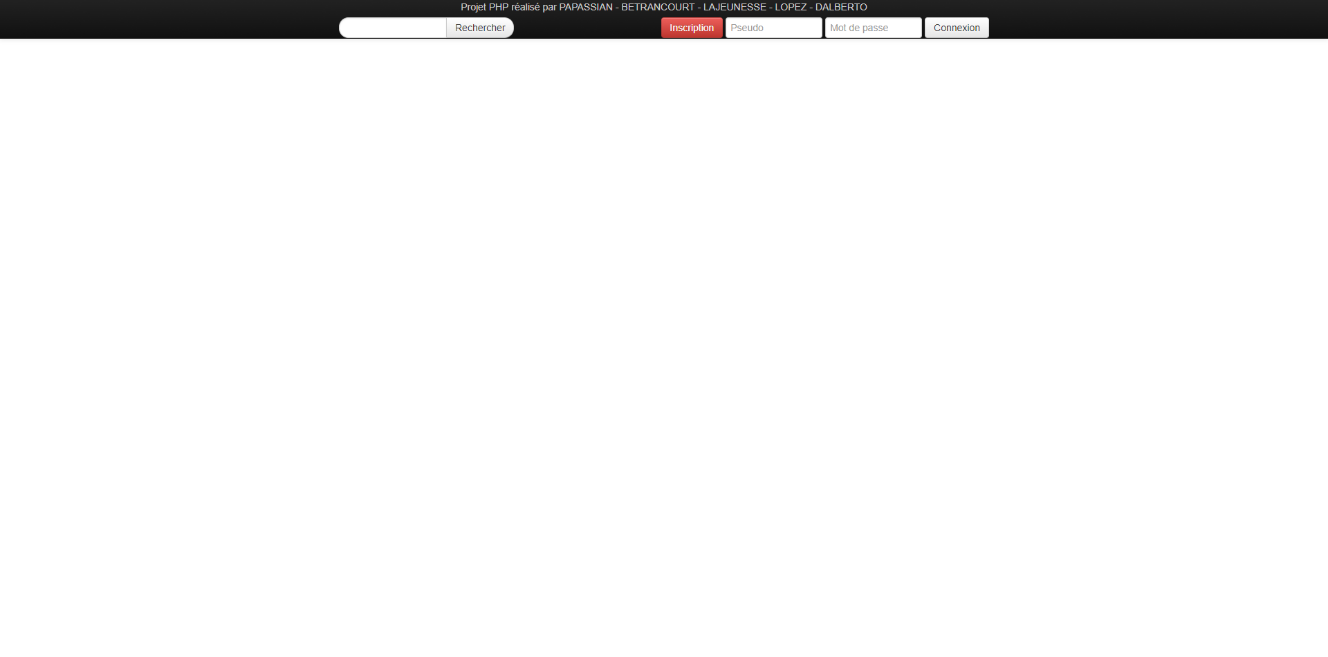 Projet PHP réalisé par PAPASSIAN - BETRANCOURT - LAJEUNESSE - LOPEZ - DALBERTO
Rechercher Inscription Pseudo Mot de passe Connexion